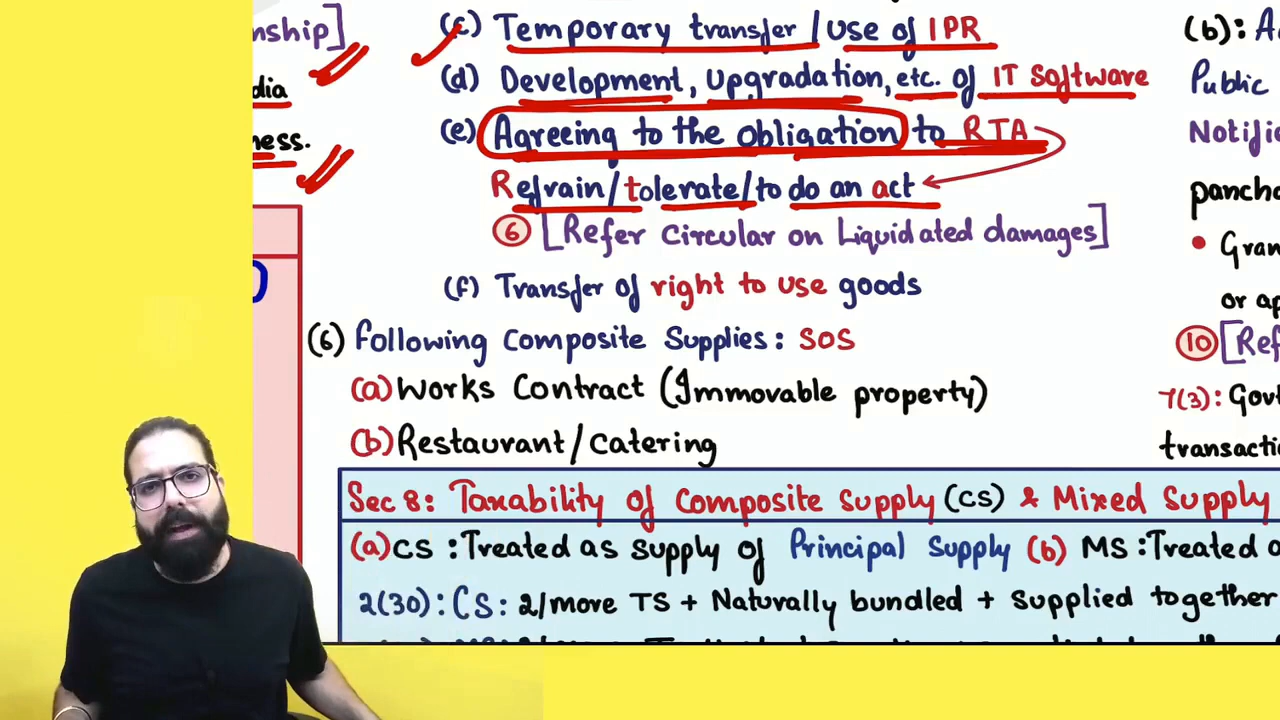 nship]
dia
ness.
(c) Temporary transfer/Use of IPR
(d) Development, Upgradation, etc. of IT Software
(e) Agreeing to the obligation to RTA
Refrain/tolerate/to do an act
6 [Refer Circular on Liquidated damages]
(f) Transfer of right to use goods
(6) Following Composite Supplies: SOS
(a) Works Contract (Immovable property)
(b) Restaurant/Catering
Sec 8: Taxability of Composite Supply (CS) & Mixed Supply
(a) CS : Treated as supply of Principal Supply (b) MS : Treated
2(30): CS: 2/more TS + Naturally bundled + Supplied together
(b): A
Public
Notifi
pancha
• Gran
or ap
10 [Ref
7(3): Govt
transacti